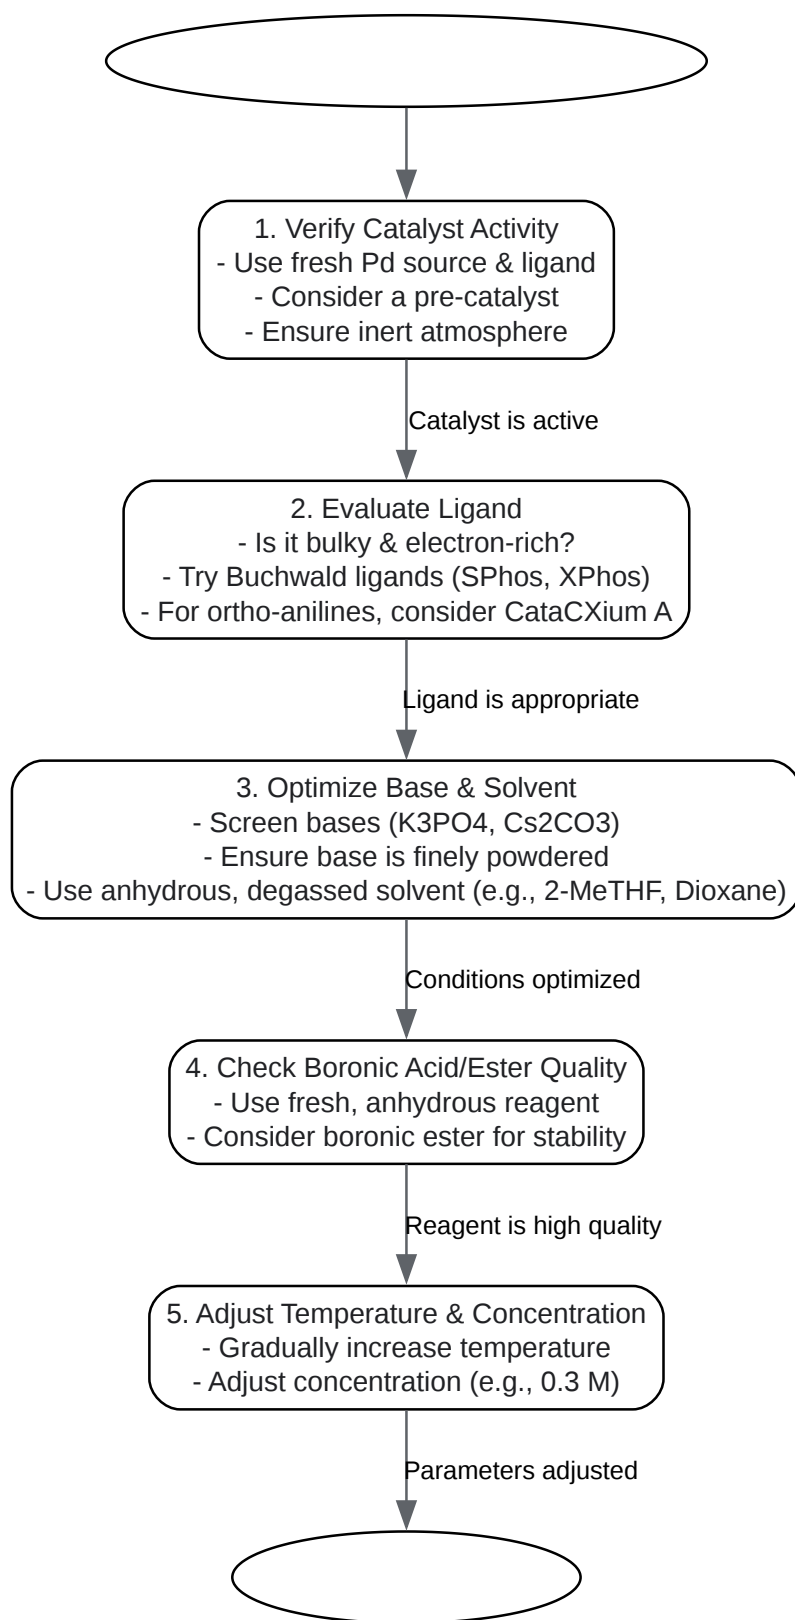 1. Verify Catalyst Activity
- Use fresh Pd source & ligand
- Consider a pre-catalyst
- Ensure inert atmosphere
Catalyst is active
2. Evaluate Ligand
- Is it bulky & electron-rich?
- Try Buchwald ligands (SPhos, XPhos)
- For ortho-anilines, consider CataCXium A
Ligand is appropriate
3. Optimize Base & Solvent
- Screen bases (K3PO4, Cs2CO3)
- Ensure base is finely powdered
- Use anhydrous, degassed solvent (e.g., 2-MeTHF, Dioxane)
Conditions optimized
4. Check Boronic Acid/Ester Quality
- Use fresh, anhydrous reagent
- Consider boronic ester for stability
Reagent is high quality
5. Adjust Temperature & Concentration
- Gradually increase temperature
- Adjust concentration (e.g., 0.3 M)
Parameters adjusted